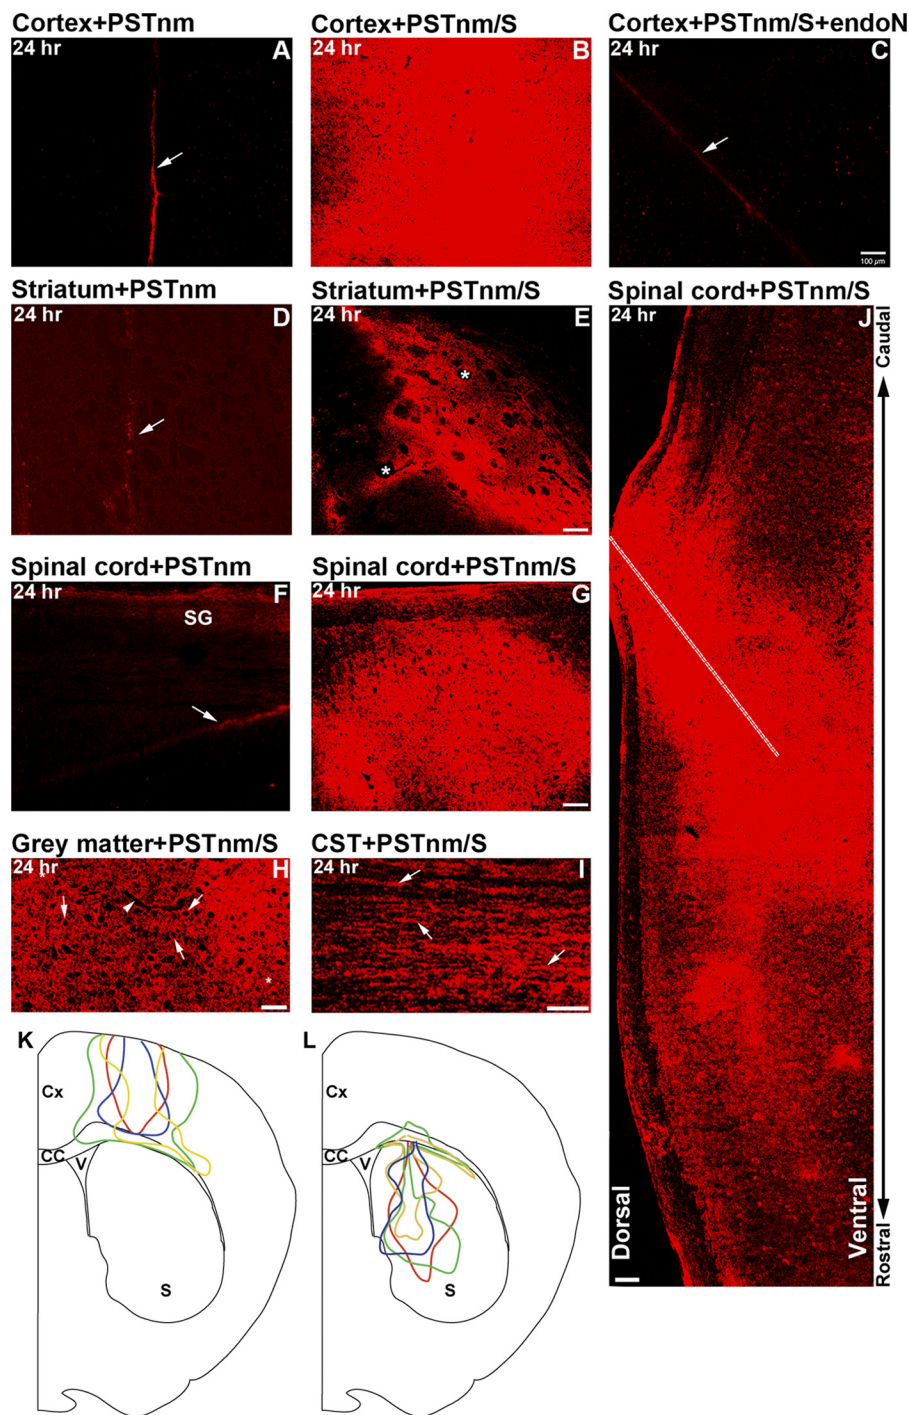 Cortex+PSTnm
24 hr
A
Cortex+PSTnm/S
24 hr
B
Cortex+PSTnm/S+endoN
24 hr
C
100 µm
Striatum+PSTnm
24 hr
D
Striatum+PSTnm/S
24 hr
E
*
*
Spinal cord+PSTnm/S
24 hr
J
Caudal
Rostral
Dorsal
Ventral
Spinal cord+PSTnm
24 hr
F
SG
Spinal cord+PSTnm/S
24 hr
G
Grey matter+PSTnm/S
24 hr
H
*
*
CST+PSTnm/S
24 hr
I
K
Cx
CC
V
S
L
Cx
CC
V
S